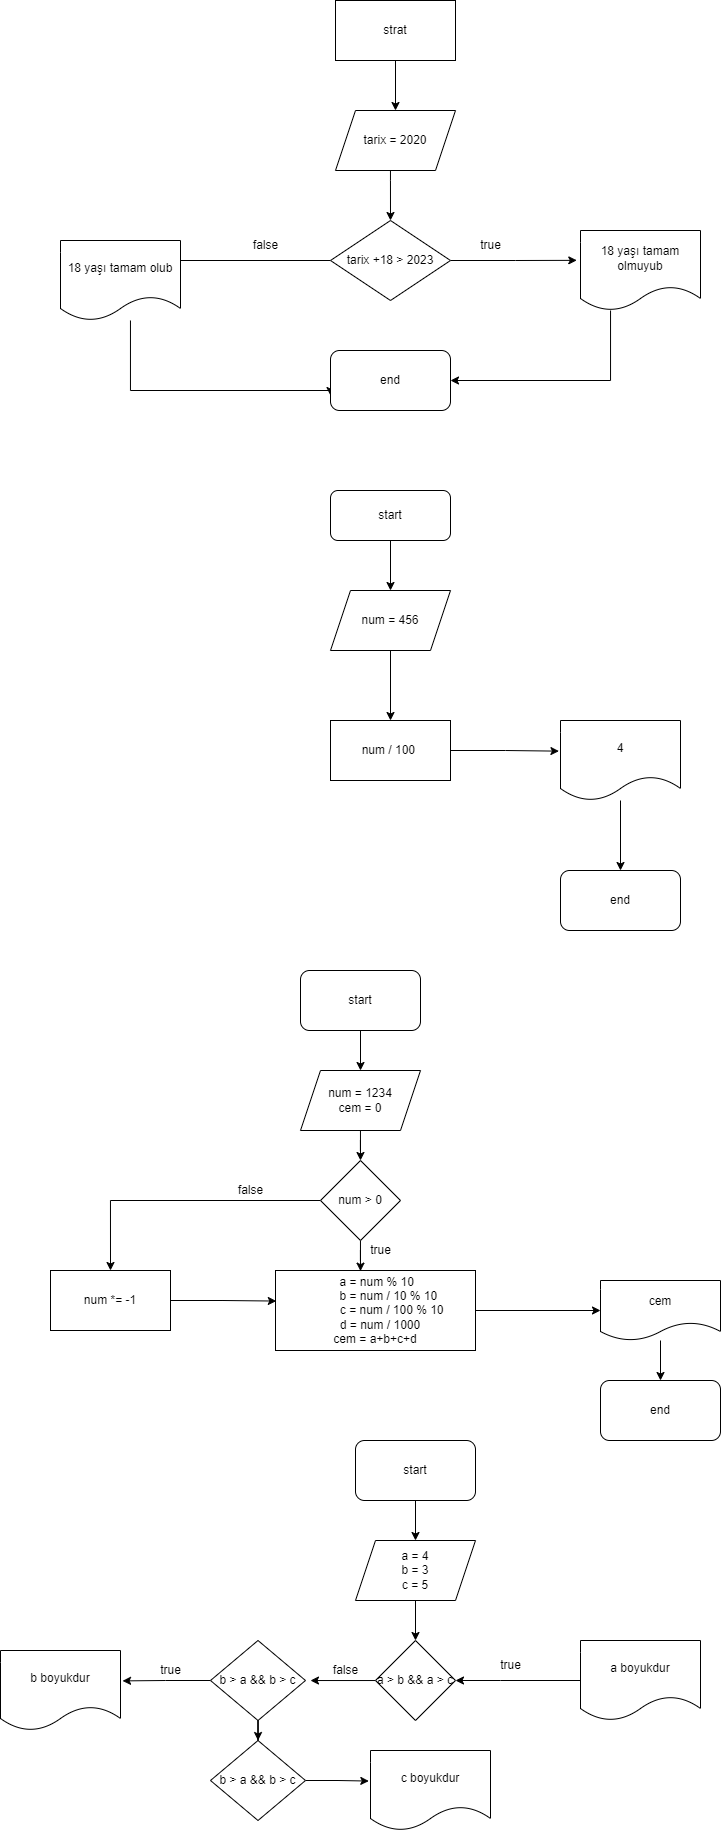 strat
tarix = 2020
false
true
18 yaşı tamam olub
tarix +18 > 2023
18 yaşı tamam
olmuyub
end
start
num = 456
num / 100
4
end
start
num = 1234
cem = 0
false
num > 0
true
num *= -1
a = num % 10
b = num / 10 % 10
c = num / 100 % 10
d = num / 1000
cem = a+b+c+d
cem
end
start
a = 4
b = 3
c = 5
b boyukdur
true
b > a && b > c
false
a > b && a > c
true
a boyukdur
b > a && b > c
c boyukdur